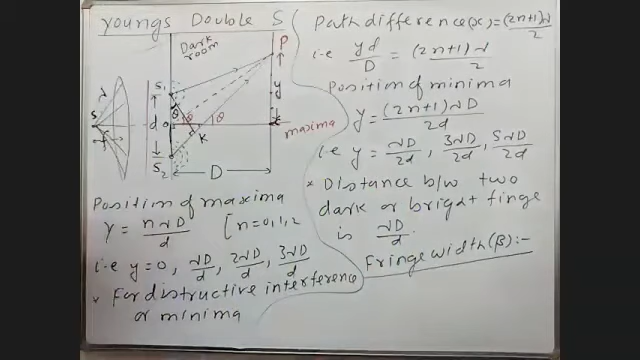 youngs Double S
Dark
room
P
S₁
λ
S
f
d
o
θ
θ
K
y
x
maxima
S₂
D
Position of maxima
Y = nλD/d [n=0,1,2
i.e y=0, λD/d, 2λD/d, 3λD/d
* For distructive interference
or minima
Path difference(x) = (2n+1)λ/2
i.e yd/D = (2n+1)λ/2
Position of minima
y = (2n+1)λD/2d
i.e y = λD/2d, 3λD/2d, 5λD/2d
* Distance b/w two
dark or bright finge
is λD/d.
Fringe width(β):-